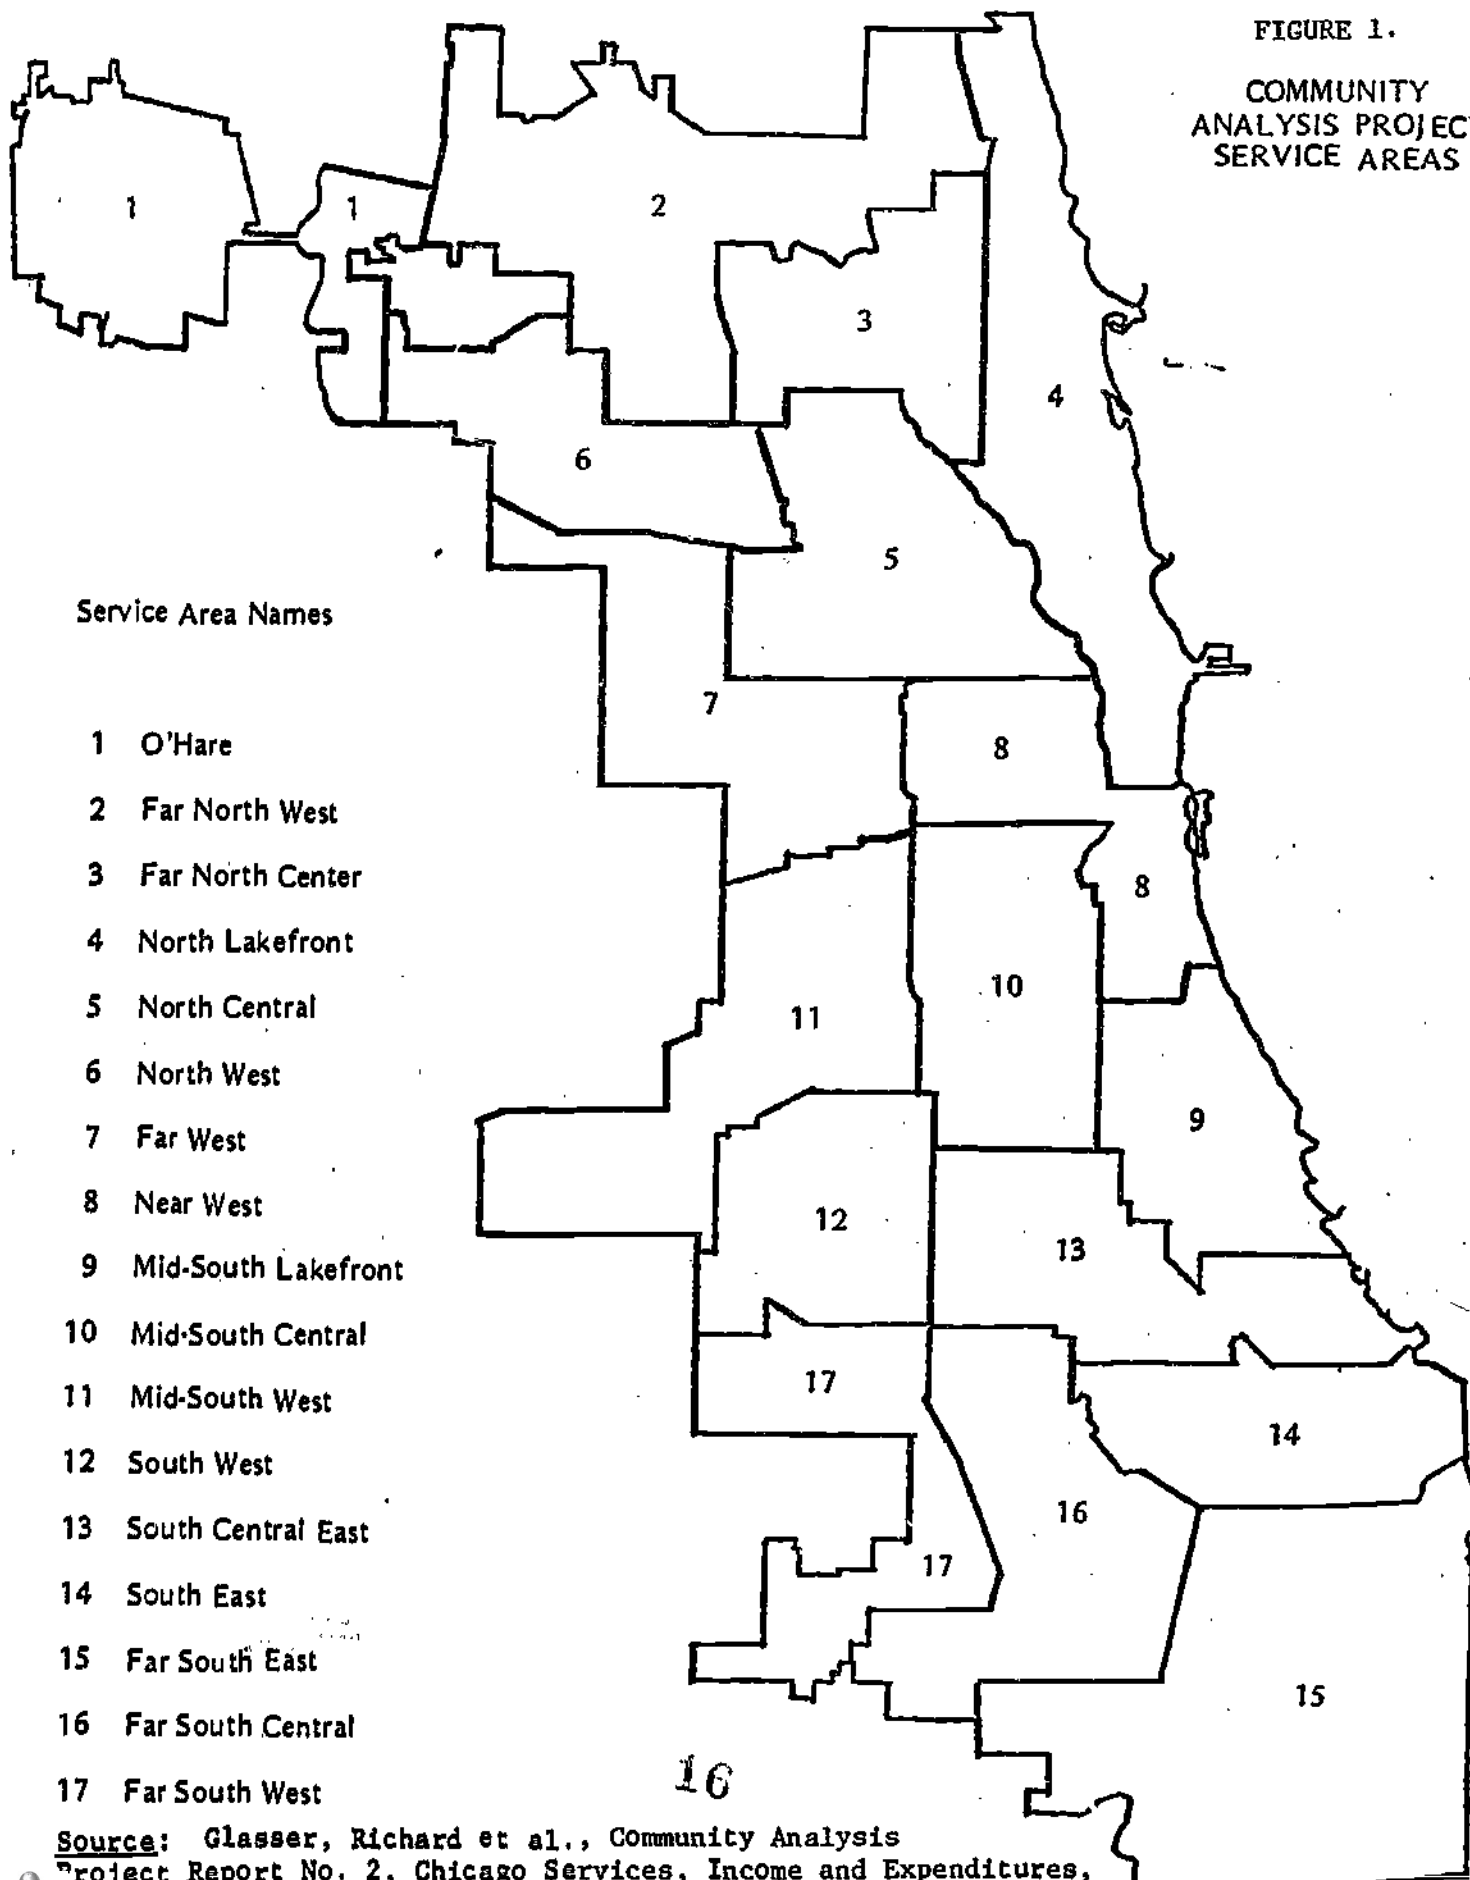 FIGURE 1.
COMMUNITY
ANALYSIS PROJEC
SERVICE AREAS
1
1
2
3
4
6
5
7
8
8
10
11
9
12
13
17
14
16
17
15
Service Area Names
1 O'Hare
2 Far North West
3 Far North Center
4 North Lakefront
5 North Central
6 North West
7 Far West
8 Near West
9 Mid-South Lakefront
10 Mid-South Central
11 Mid-South West
12 South West
13 South Central East
14 South East
15 Far South East
16 Far South Central
17 Far South West
16
Source: Glasser, Richard et al., Community Analysis
Project Report No. 2, Chicago Services, Income and Expenditures,